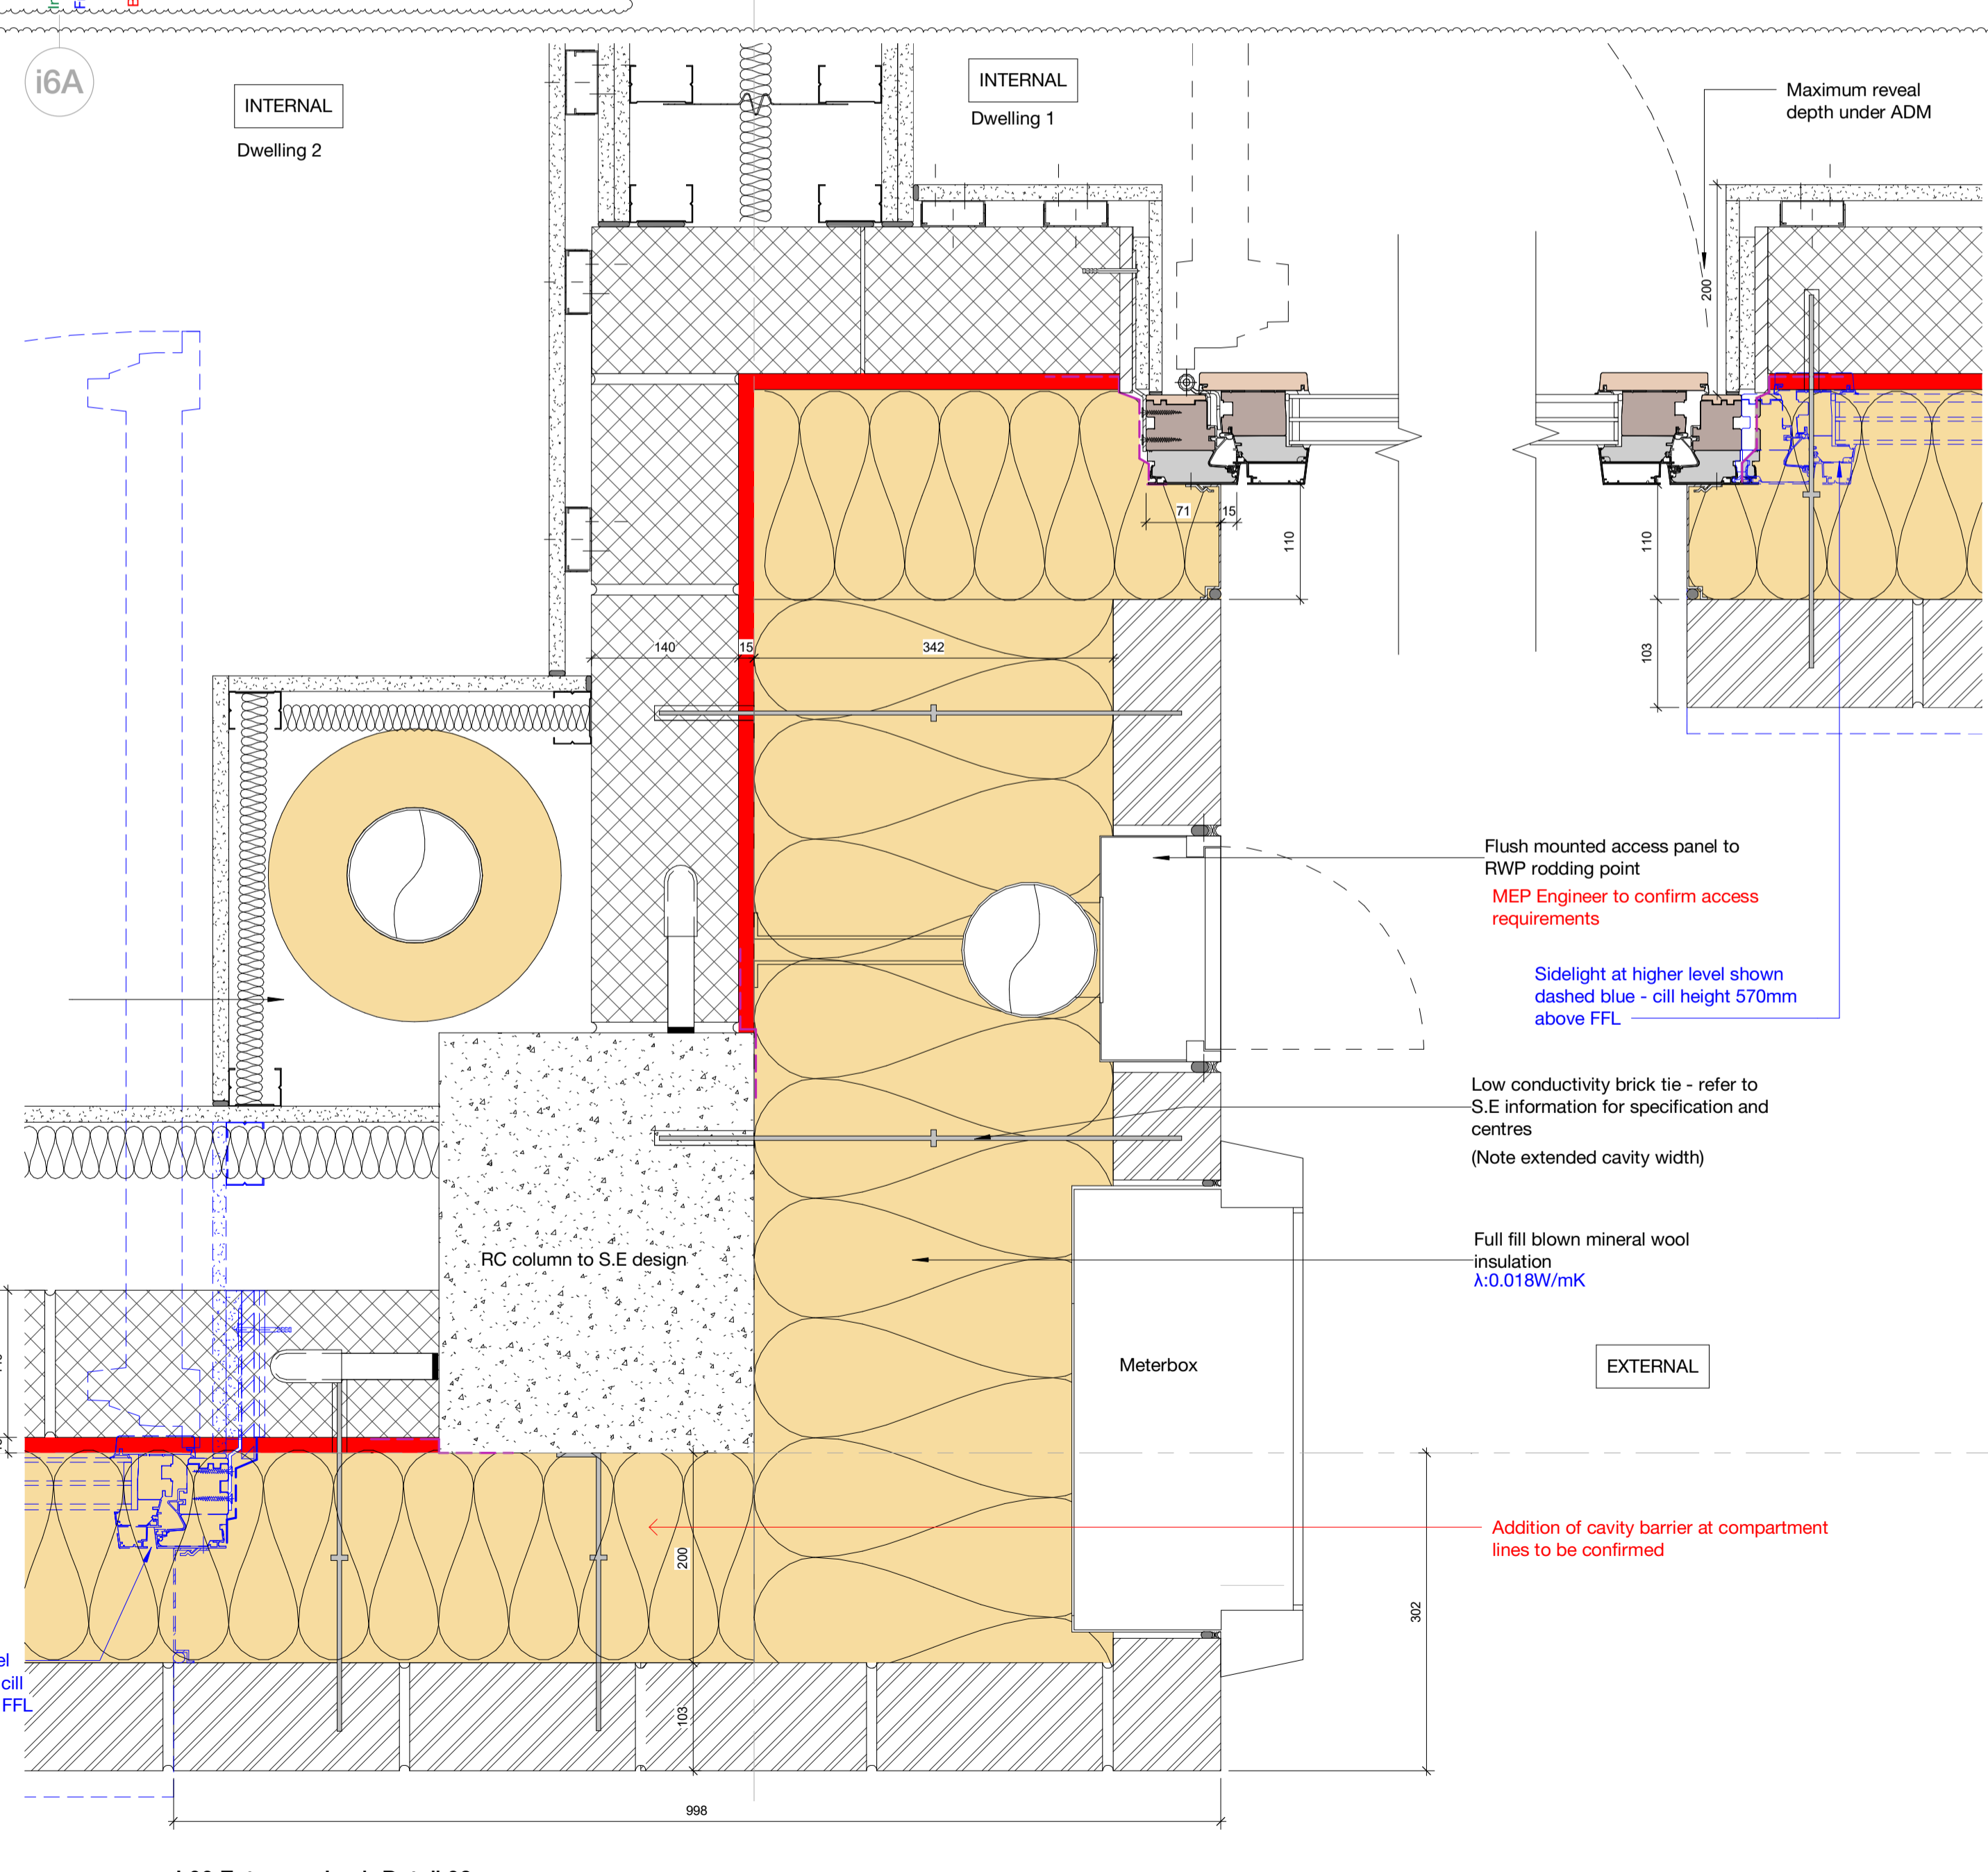 i6A
INTERNAL
Dwelling 2
INTERNAL
Dwelling 1
Maximum reveal
depth under ADM
200
71
15
110
110
103
140
15
342
Flush mounted access panel to
RWP rodding point
MEP Engineer to confirm access
requirements
Sidelight at higher level shown
dashed blue - cill height 570mm
above FFL
Low conductivity brick tie - refer to
S.E information for specification and
centres
(Note extended cavity width)
RC column to S.E design
Full fill blown mineral wool
insulation
λ:0.018W/mK
Meterbox
EXTERNAL
Addition of cavity barrier at compartment
lines to be confirmed
200
302
cill
FFL
103
998